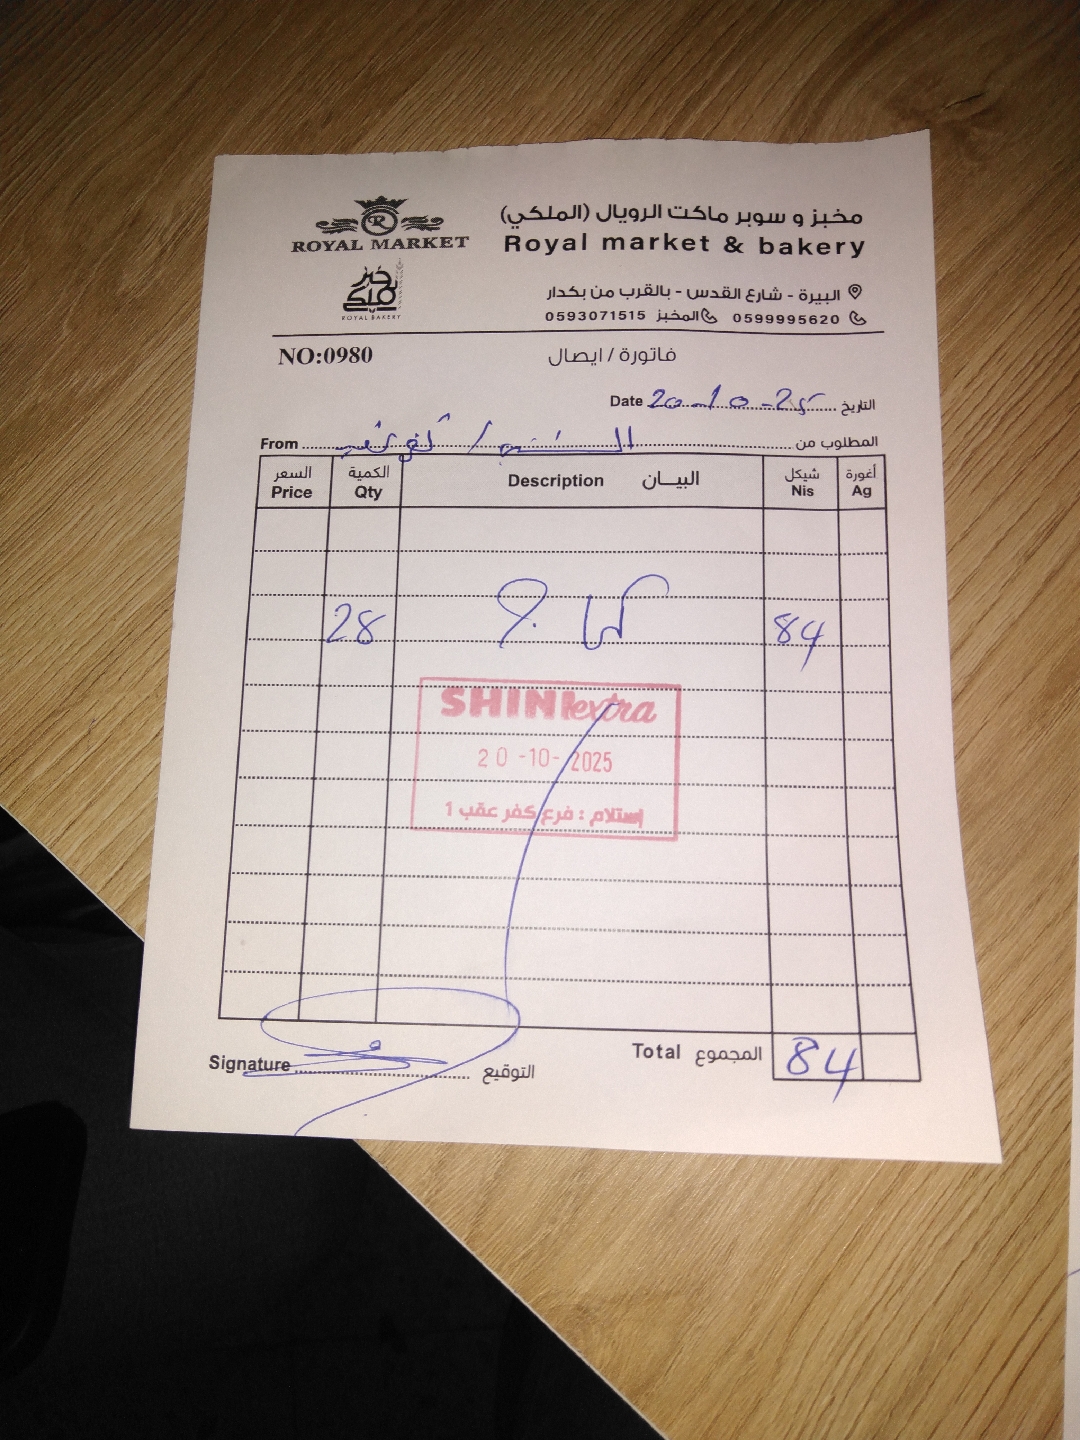 ROYAL MARKET
مخبز و سوبر ماكت الرويال (الملكي)
Royal market & bakery
خبز ملكي
ROYAL BAKERY
البيرة - شارع القدس - بالقرب من بكدار
0599995620 المخبز 0593071515
NO:0980
فاتورة / ايصال
Date 20-10-25 التاريخ
From المطلوب من
السعر الكمية البيـــان شيكل أغورة
Price Qty Description Nis Ag
28 84
SHINI extra
20-10-2025
إستلام : فرع كفر عقب 1
Total المجموع 84
Signature التوقيع